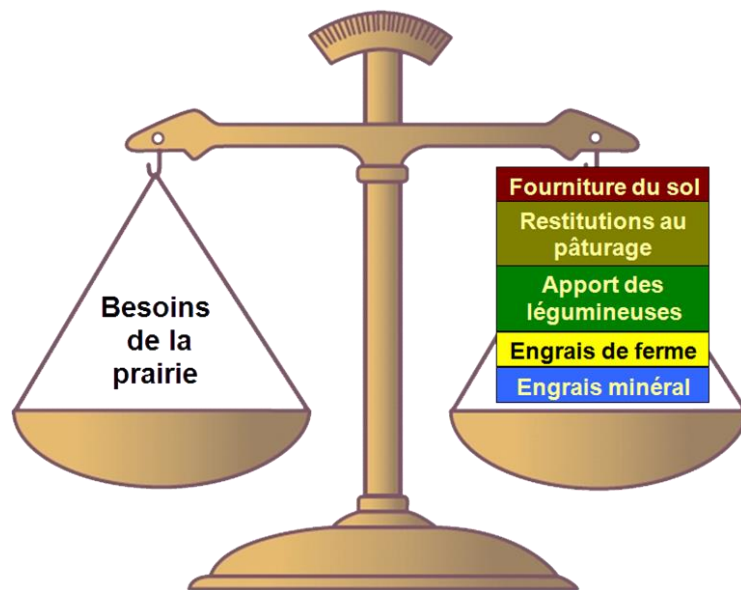 Besoins
de la
prairie
Fourniture du sol
Restitutions au
pâturage
Apport des
légumineuses
Engrais de ferme
Engrais minéral